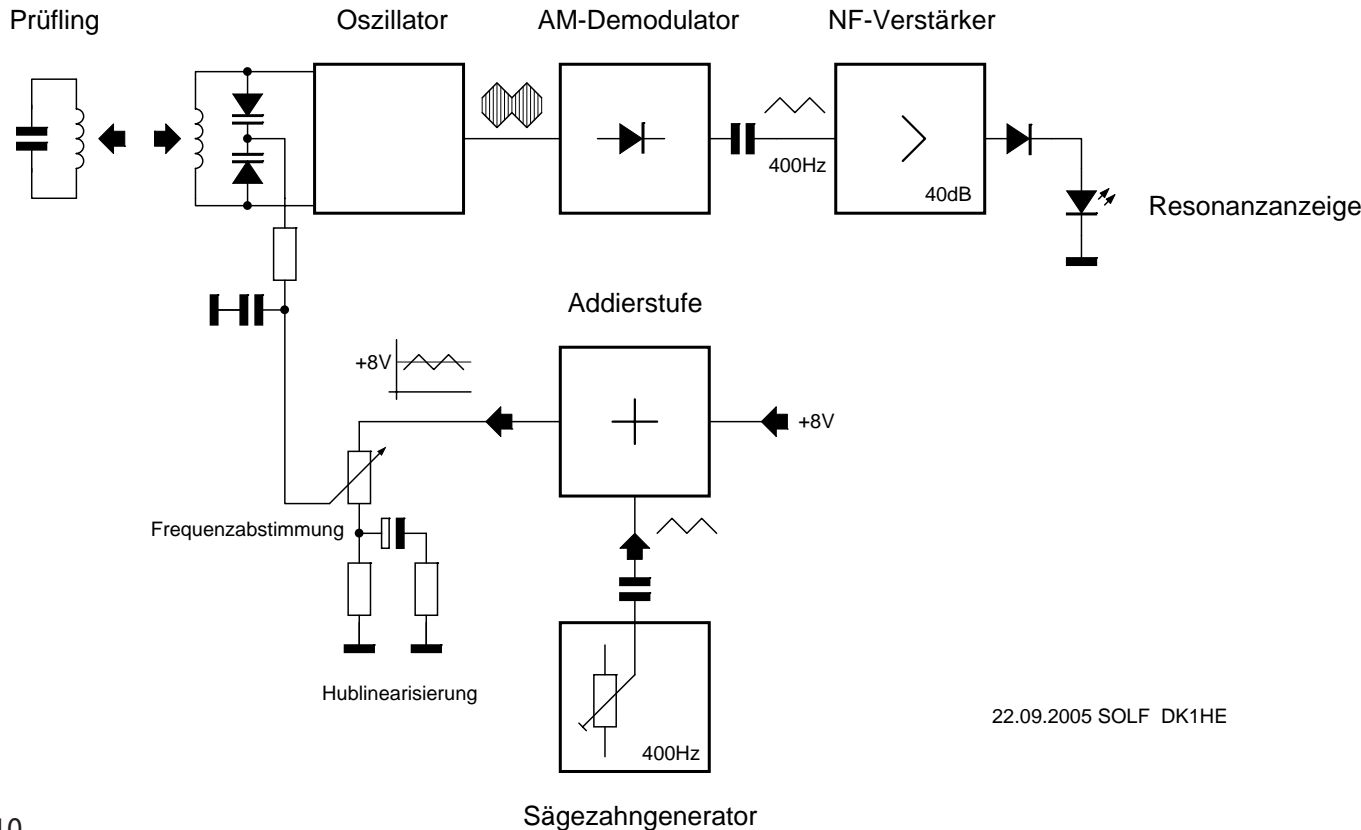 Prüfling
Oszillator
AM-Demodulator
NF-Verstärker
400Hz
40dB
Resonanzanzeige
Addierstufe
+8V
+8V
Frequenzabstimmung
Hublinearisierung
400Hz
22.09.2005 SOLF DK1HE
Sägezahngenerator